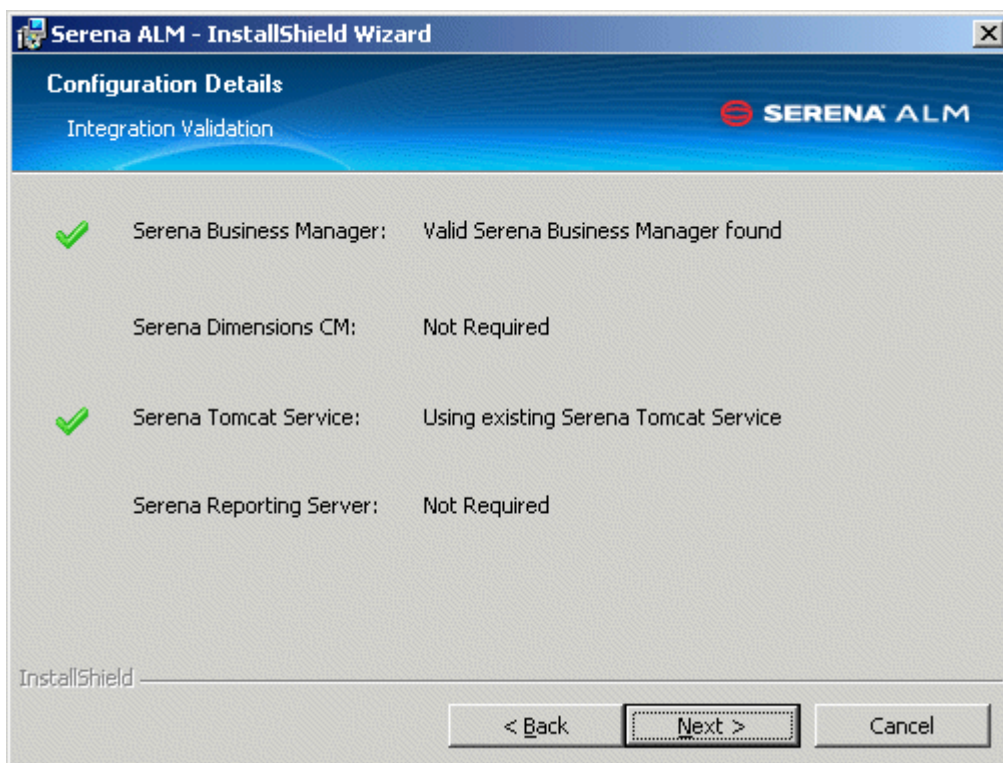 Serena ALM - InstallShield Wizard
Configuration Details
Integration Validation
SERENA ALM
Serena Business Manager: Valid Serena Business Manager found
Serena Dimensions CM: Not Required
Serena Tomcat Service: Using existing Serena Tomcat Service
Serena Reporting Server: Not Required
InstallShield
< Back Next > Cancel